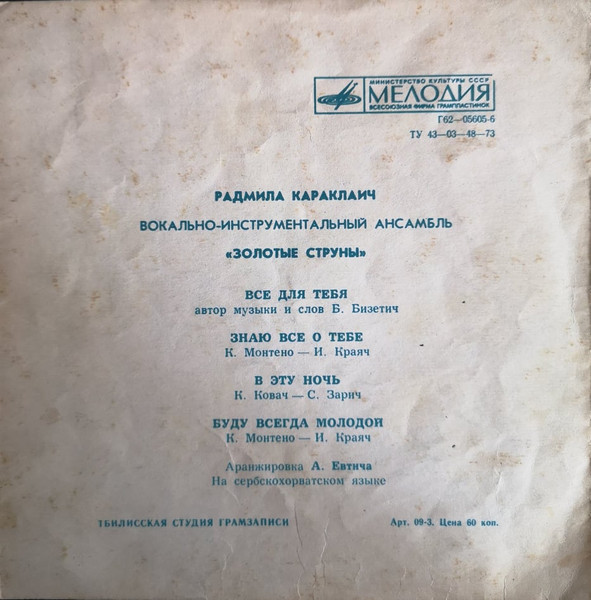 МИНИСТЕРСТВО КУЛЬТУРЫ СССР
МЕЛОДИЯ
ВСЕСОЮЗНАЯ ФИРМА ГРАМПЛАСТИНОК
Г62—05605-6
ТУ 43—03—48—73
РАДМИЛА КАРАКЛАИЧ
ВОКАЛЬНО-ИНСТРУМЕНТАЛЬНЫЙ АНСАМБЛЬ
«ЗОЛОТЫЕ СТРУНЫ»
ВСЕ ДЛЯ ТЕБЯ
автор музыки и слов Б. Бизетич
ЗНАЮ ВСЕ О ТЕБЕ
К. Монтено — И. Краяч
В ЭТУ НОЧЬ
К. Ковач — С. Зарич
БУДУ ВСЕГДА МОЛОДОЙ
К. Монтено — И. Краяч
Аранжировка А. Евтича
На сербскохорватском языке
ТБИЛИССКАЯ СТУДИЯ ГРАМЗАПИСИ
Арт. 09-3. Цена 60 коп.